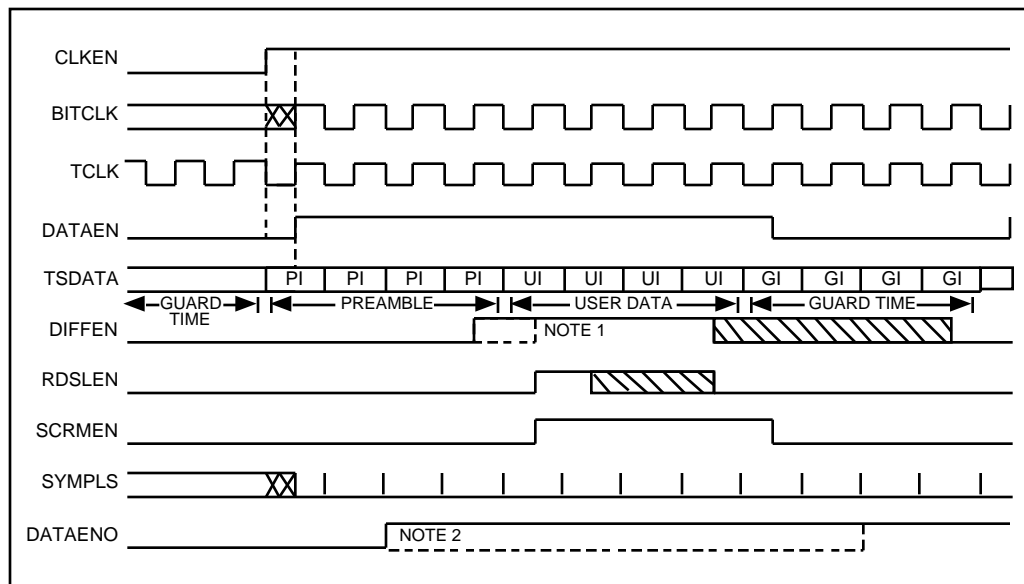 CLKEN
BITCLK
TCLK
DATAEN
TSDATA PI PI PI PI UI UI UI UI GI GI GI GI
GUARD TIME PREAMBLE USER DATA GUARD TIME
DIFFEN NOTE 1
RDSLEN
SCRMEN
SYMPLS
DATAENO NOTE 2